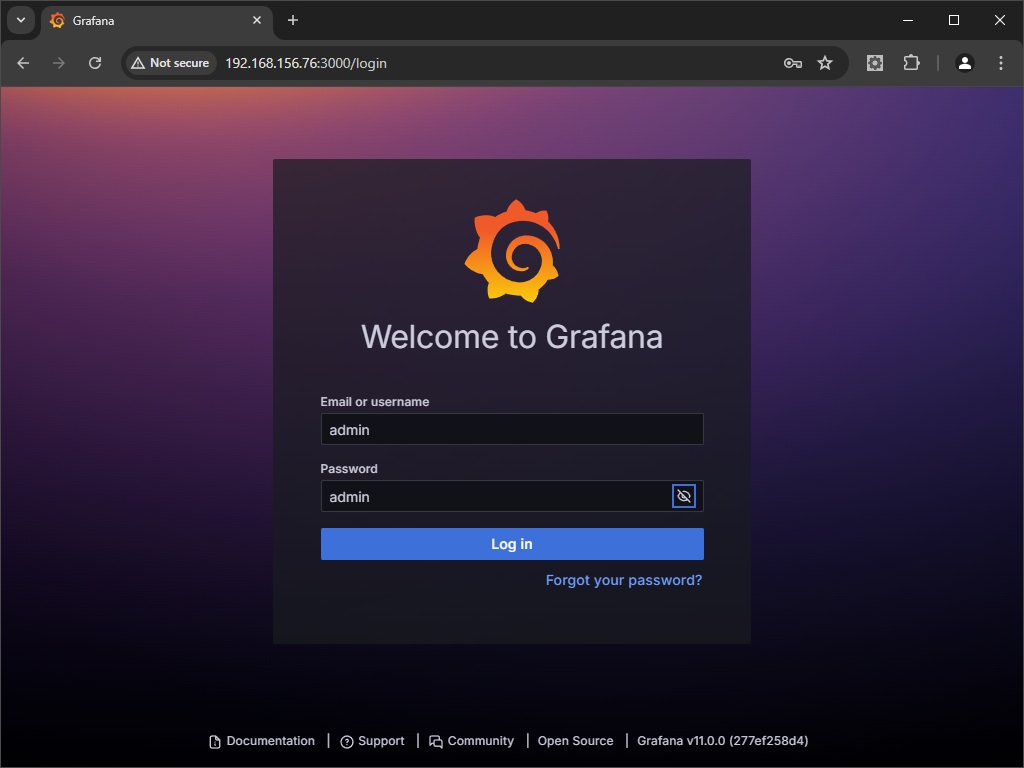 Grafana
Not secure 192.168.156.76:3000/login
Welcome to Grafana
Email or username
admin
Password
admin
Log in
Forgot your password?
Documentation | Support | Community | Open Source | Grafana v11.0.0 (277ef258d4)